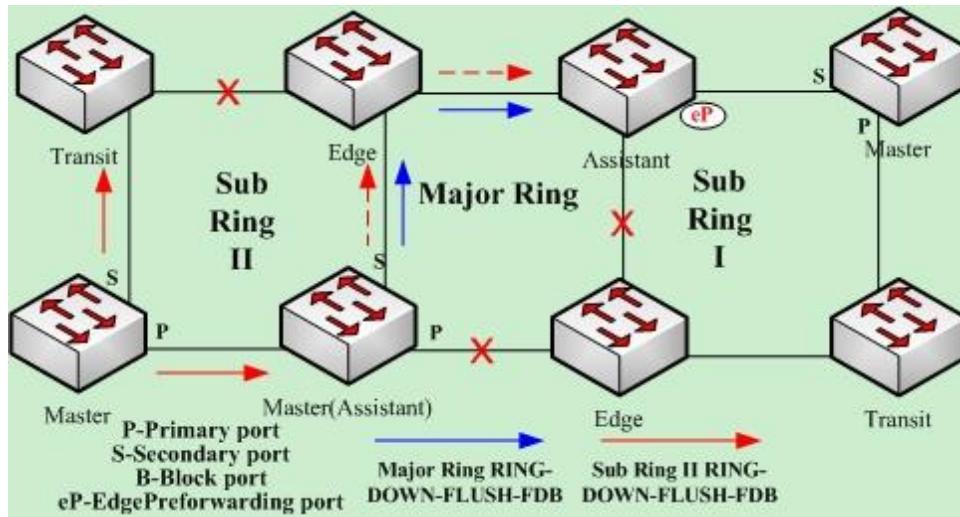 eP
S
P
Transit
Edge
Assistant
Master
Sub
Ring
II
Major Ring
Sub
Ring
I
S
S
P
P
Master
Master(Assistant)
Edge
Transit
P-Primary port
S-Secondary port
B-Block port
eP-EdgePreforwarding port
Major Ring RING-
DOWN-FLUSH-FDB
Sub Ring II RING-
DOWN-FLUSH-FDB